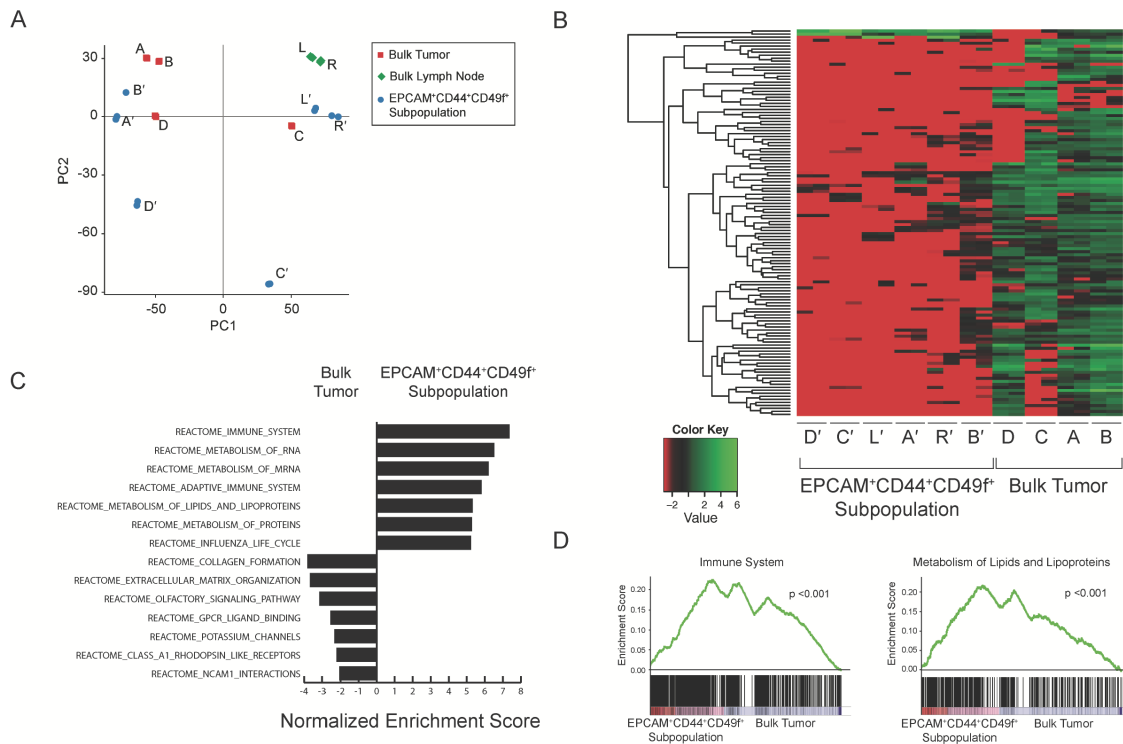 A
30
0
-30
-60
-90
PC2
-50
0
50
PC1
A
B
B′
A′
D
D′
L
R
L′
R′
C
C′
Bulk Tumor
Bulk Lymph Node
EPCAM⁺CD44⁺CD49f⁺
Subpopulation
B
D′ C′ L′ A′ R′ B′ D C A B
EPCAM⁺CD44⁺CD49f⁺
Subpopulation
Bulk Tumor
Color Key
−2 2 4 6
Value
C
Bulk
Tumor
EPCAM⁺CD44⁺CD49f⁺
Subpopulation
REACTOME_IMMUNE_SYSTEM
REACTOME_METABOLISM_OF_RNA
REACTOME_METABOLISM_OF_MRNA
REACTOME_ADAPTIVE_IMMUNE_SYSTEM
REACTOME_METABOLISM_OF_LIPIDS_AND_LIPOPROTEINS
REACTOME_METABOLISM_OF_PROTEINS
REACTOME_INFLUENZA_LIFE_CYCLE
REACTOME_COLLAGEN_FORMATION
REACTOME_EXTRACELLULAR_MATRIX_ORGANIZATION
REACTOME_OLFACTORY_SIGNALING_PATHWAY
REACTOME_GPCR_LIGAND_BINDING
REACTOME_POTASSIUM_CHANNELS
REACTOME_CLASS_A1_RHODOPSIN_LIKE_RECEPTORS
REACTOME_NCAM1_INTERACTIONS
-4 -3 -2 -1 0 1 2 3 4 5 6 7 8
Normalized Enrichment Score
D
Immune System
p <0.001
Enrichment Score
0.20
0.15
0.10
0.05
0.00
EPCAM⁺CD44⁺CD49f⁺
Subpopulation
Bulk Tumor
Metabolism of Lipids and Lipoproteins
p <0.001
Enrichment Score
0.20
0.15
0.10
0.05
0.00
EPCAM⁺CD44⁺CD49f⁺
Subpopulation
Bulk Tumor